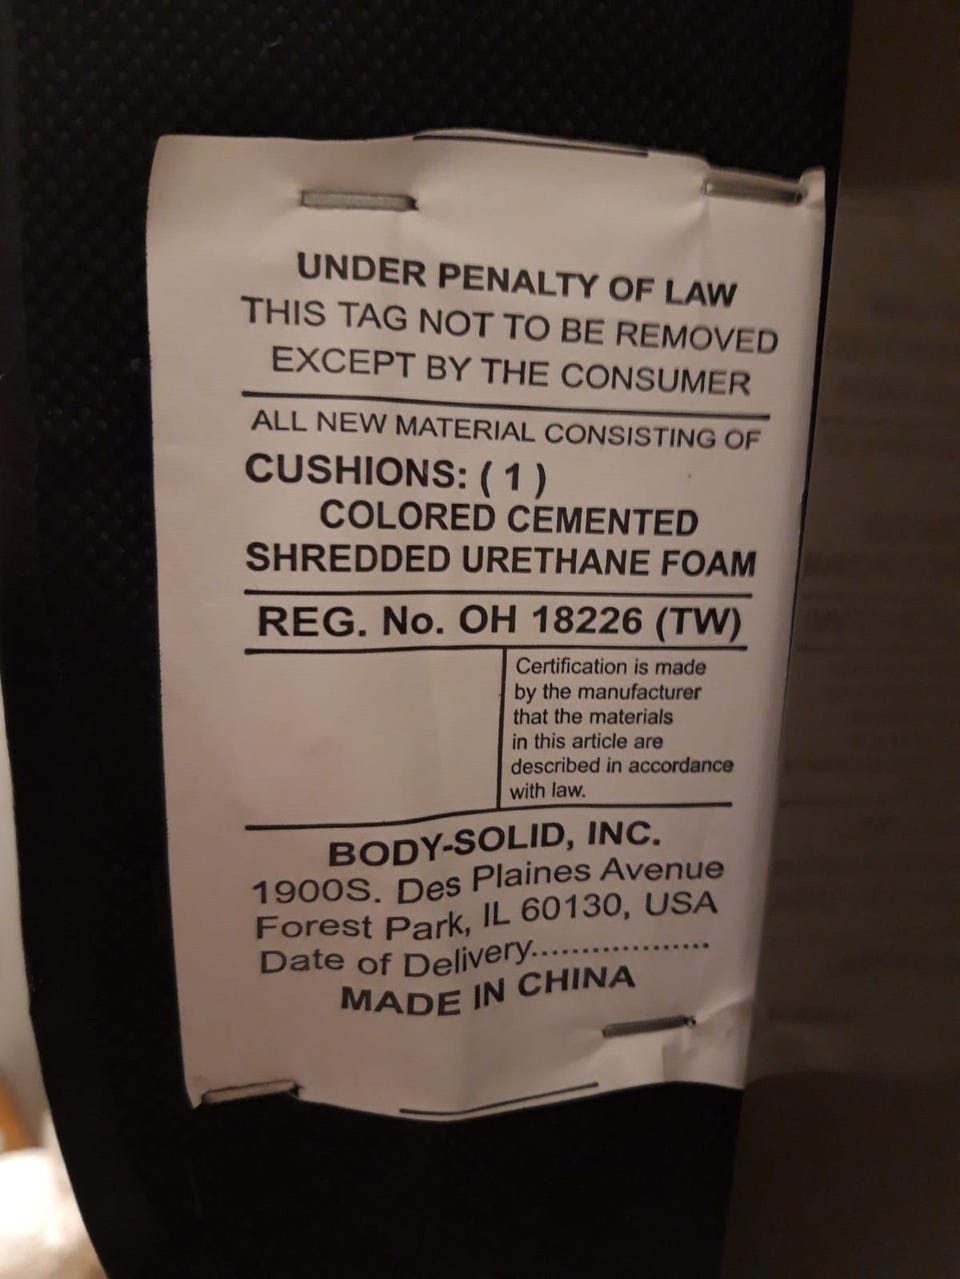 UNDER PENALTY OF LAW
THIS TAG NOT TO BE REMOVED
EXCEPT BY THE CONSUMER
ALL NEW MATERIAL CONSISTING OF
CUSHIONS: ( 1 )
COLORED CEMENTED
SHREDDED URETHANE FOAM
REG. No. OH 18226 (TW)
Certification is made
by the manufacturer
that the materials
in this article are
described in accordance
with law.
BODY-SOLID, INC.
1900S. Des Plaines Avenue
Forest Park, IL 60130, USA
Date of Delivery..................
MADE IN CHINA